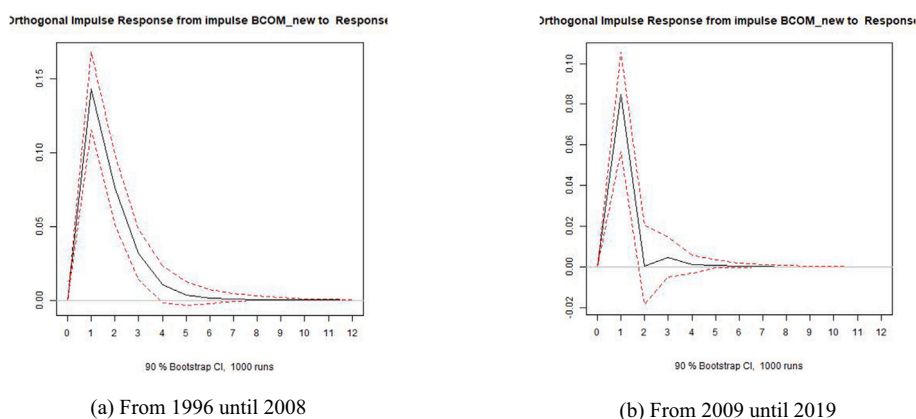 Orthogonal Impulse Response from impulse BCOM_new to Response
0.15
0.10
0.05
0.00
0 1 2 3 4 5 6 7 8 9 10 11 12
90 % Bootstrap CI, 1000 runs
(a) From 1996 until 2008
Orthogonal Impulse Response from impulse BCOM_new to Response
0.10
0.08
0.06
0.04
0.02
0.00
-0.02
0 1 2 3 4 5 6 7 8 9 10 11 12
90 % Bootstrap CI, 1000 runs
(b) From 2009 until 2019